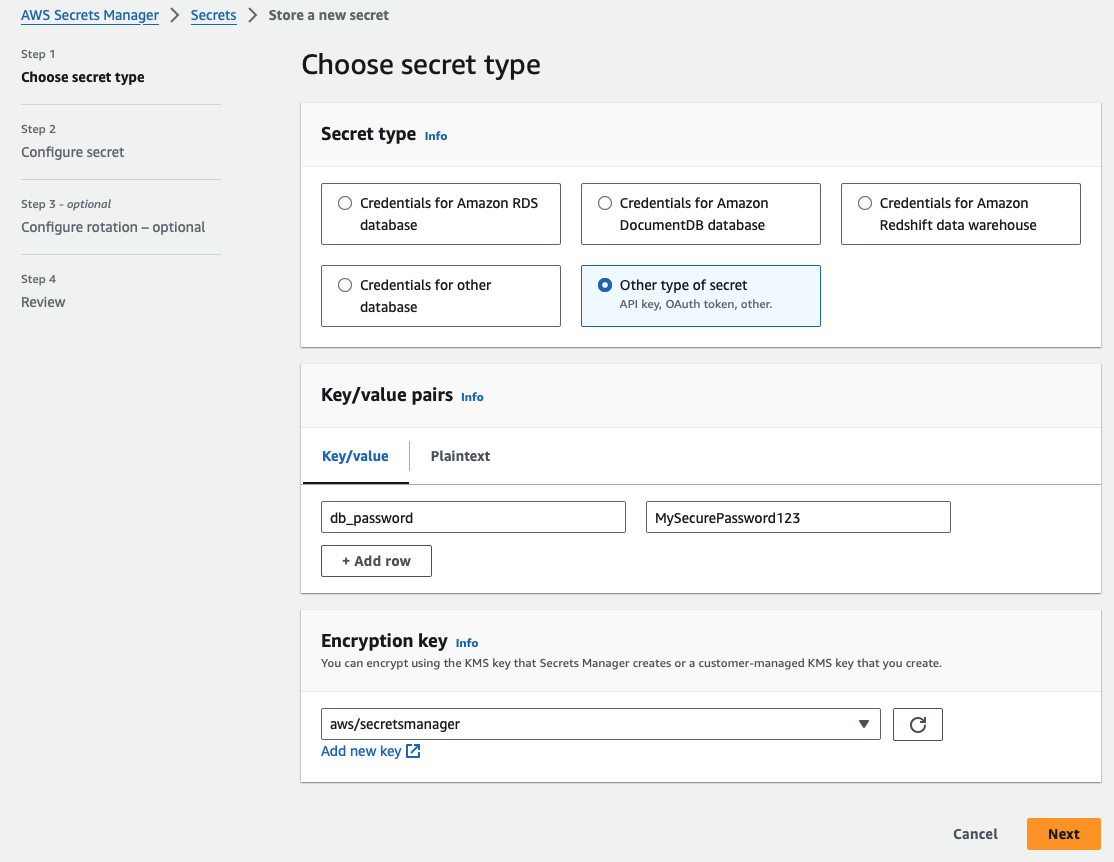 AWS Secrets Manager > Secrets > Store a new secret
Step 1
Choose secret type
Step 2
Configure secret
Step 3 - optional
Configure rotation – optional
Step 4
Review
Choose secret type
Secret type Info
Credentials for Amazon RDS
database
Credentials for Amazon
DocumentDB database
Credentials for Amazon
Redshift data warehouse
Credentials for other
database
Other type of secret
API key, OAuth token, other.
Key/value pairs Info
Key/value Plaintext
db_password MySecurePassword123
+ Add row
Encryption key Info
You can encrypt using the KMS key that Secrets Manager creates or a customer-managed KMS key that you create.
aws/secretsmanager
Add new key
Cancel Next